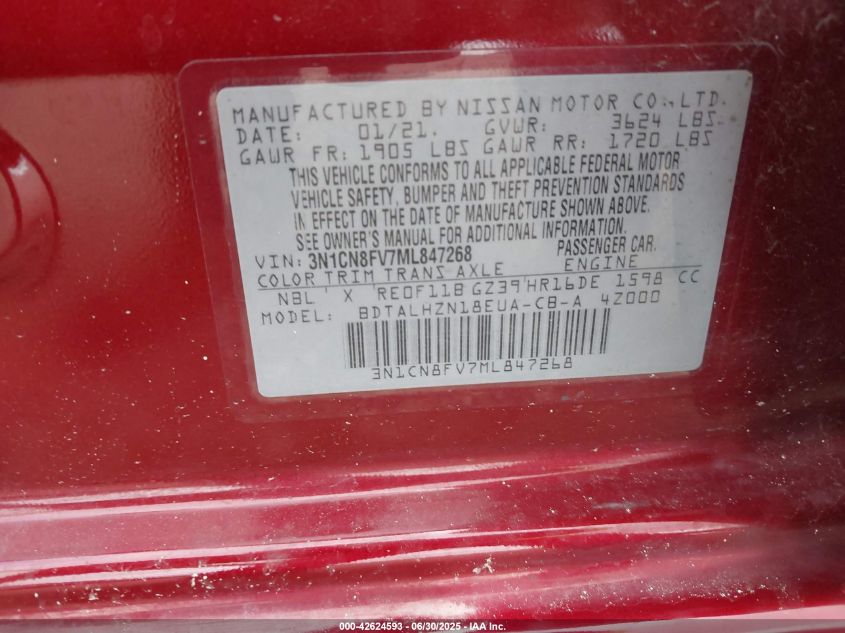 MANUFACTURED BY NISSAN MOTOR CO., LTD.
DATE: 01/21. GVWR: 3624 LBS
GAWR FR: 1905 LBS GAWR RR: 1720 LBS
THIS VEHICLE CONFORMS TO ALL APPLICABLE FEDERAL MOTOR
VEHICLE SAFETY, BUMPER AND THEFT PREVENTION STANDARDS
IN EFFECT ON THE DATE OF MANUFACTURE SHOWN ABOVE.
SEE OWNER'S MANUAL FOR ADDITIONAL INFORMATION.
VIN: 3N1CN8FV7ML847268 PASSENGER CAR.
COLOR TRIM TRANS AXLE ENGINE
NBL X RE0F11B GZ39 HR16DE 1598 CC
MODEL: BDTALHZN18EUA-CB-A 4Z000
3N1CN8FV7ML847268
000-42624593 - 06/30/2025 - IAA Inc.